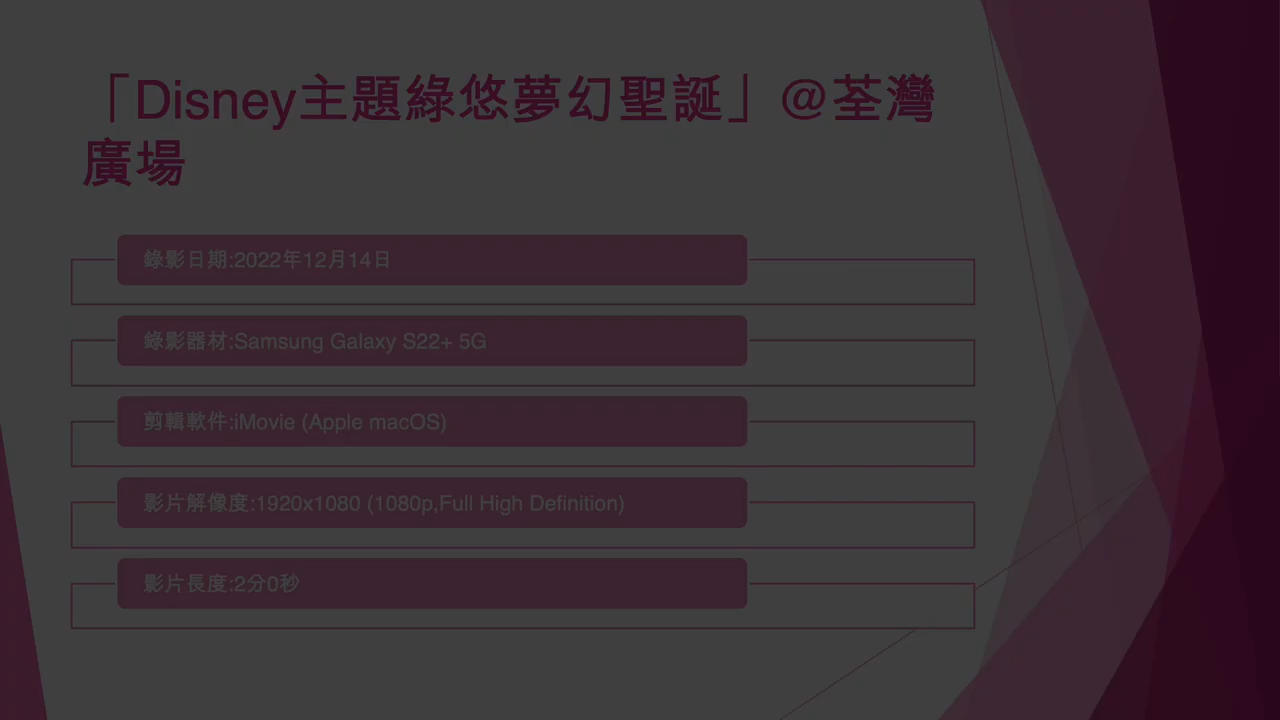 「Disney主題綠悠夢幻聖誕」@荃灣
廣場
錄影日期:2022年12月14日
錄影器材:Samsung Galaxy S22+ 5G
剪輯軟件:iMovie (Apple macOS)
影片解像度:1920x1080 (1080p,Full High Definition)
影片長度:2分0秒